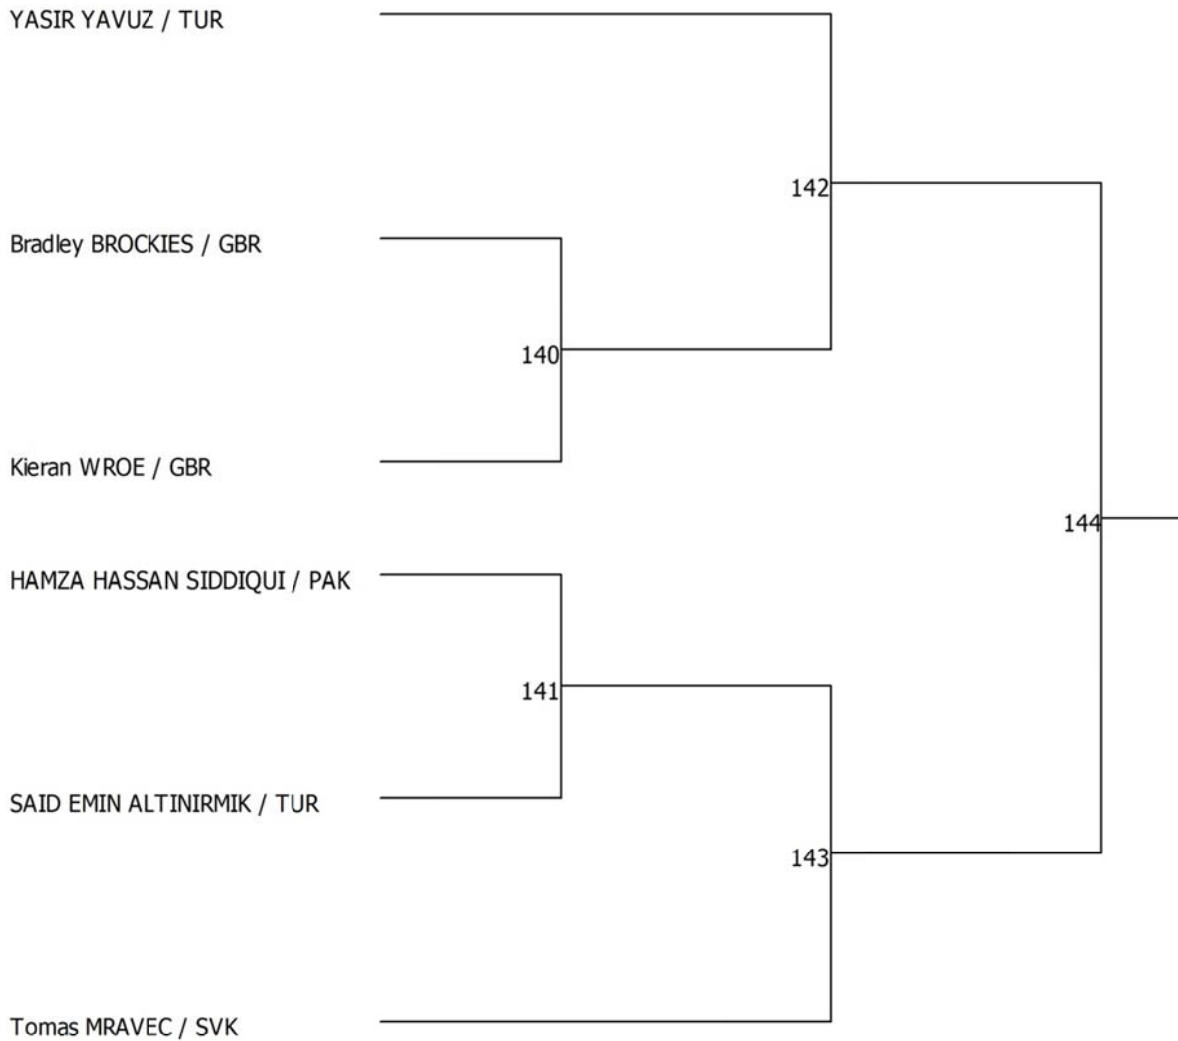 YASIR YAVUZ / TUR
142
Bradley BROCKIES / GBR
140
Kieran WROE / GBR
144
HAMZA HASSAN SIDDIQUI / PAK
141
SAID EMIN ALTINIRMIK / TUR
143
Tomas MRAVEC / SVK